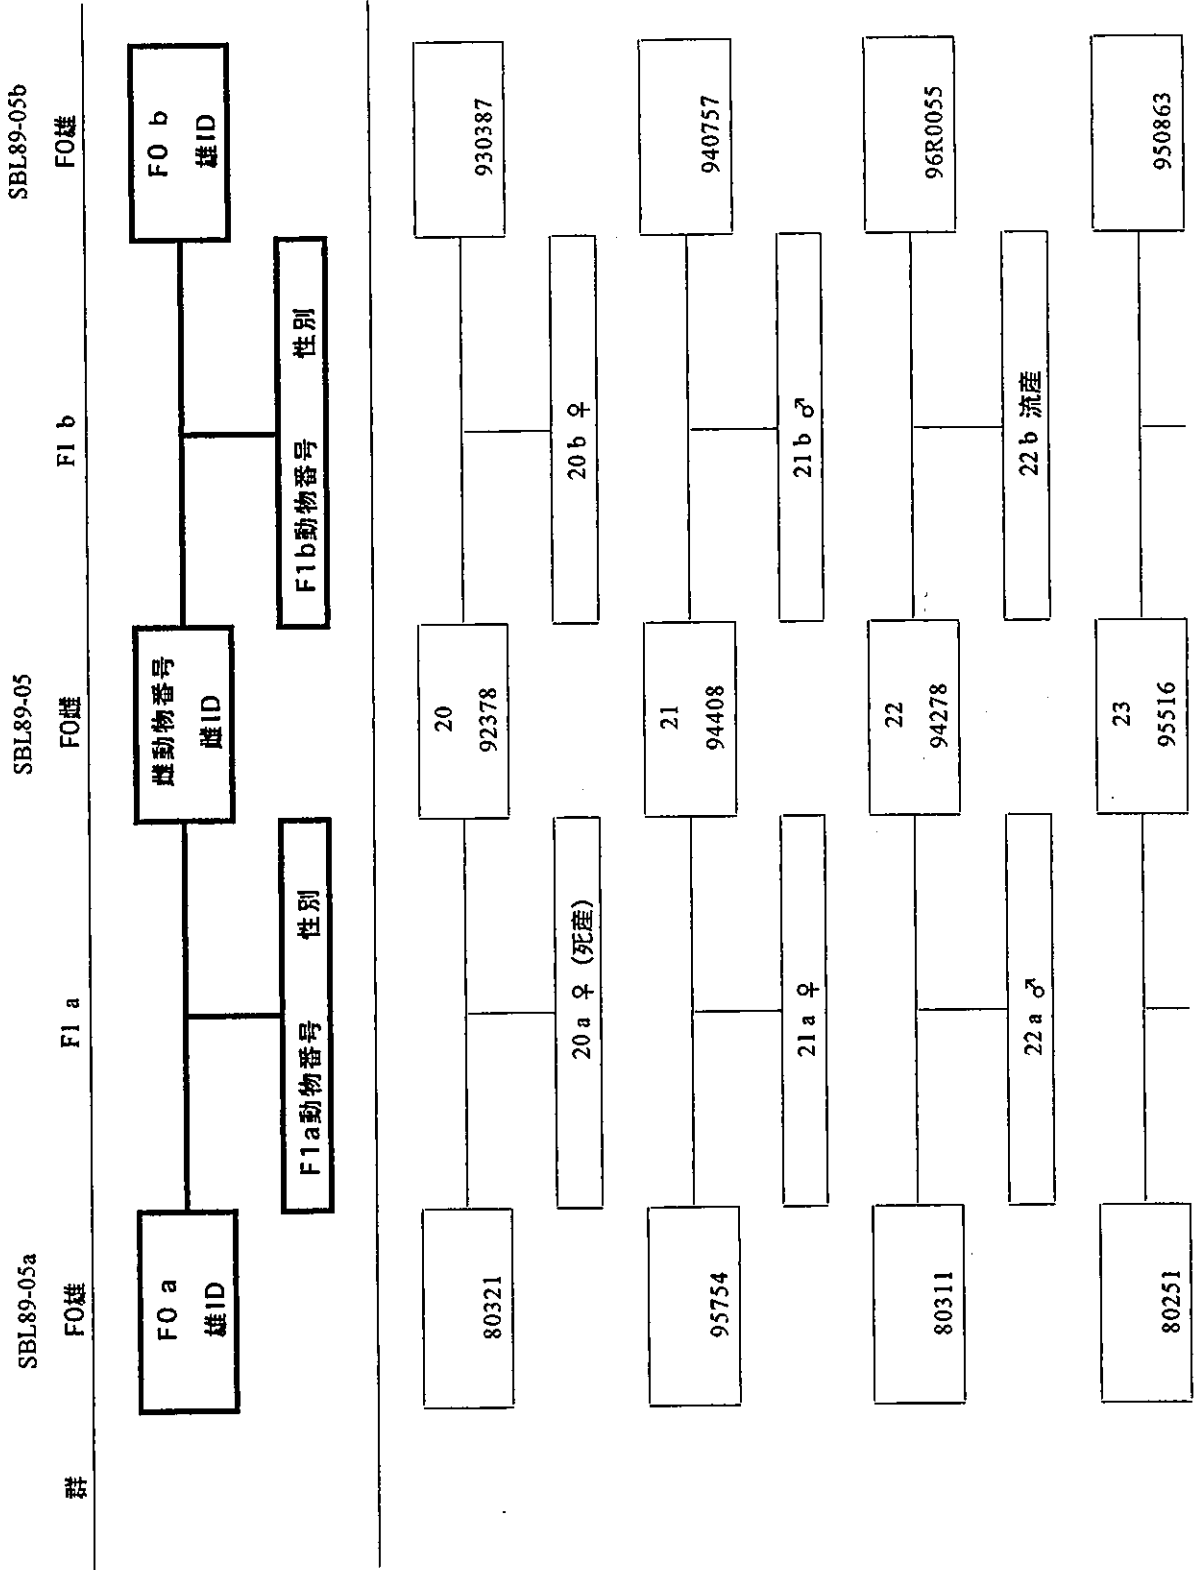 SBL89-05a SBL89-05 SBL89-05b
群 F0雄 F1 a F0雌 F1 b F0雄
F0 a
雄ID
雌動物番号
雌ID
F0 b
雄ID
F1a動物番号 性別
F1b動物番号 性別
80321
20
92378
930387
20a ♀ (死産)
20b ♀
95754
21
94408
940757
21a ♀
21b ♂
80311
22
94278
96R0055
22a ♂
22b 流産
80251
23
95516
950863